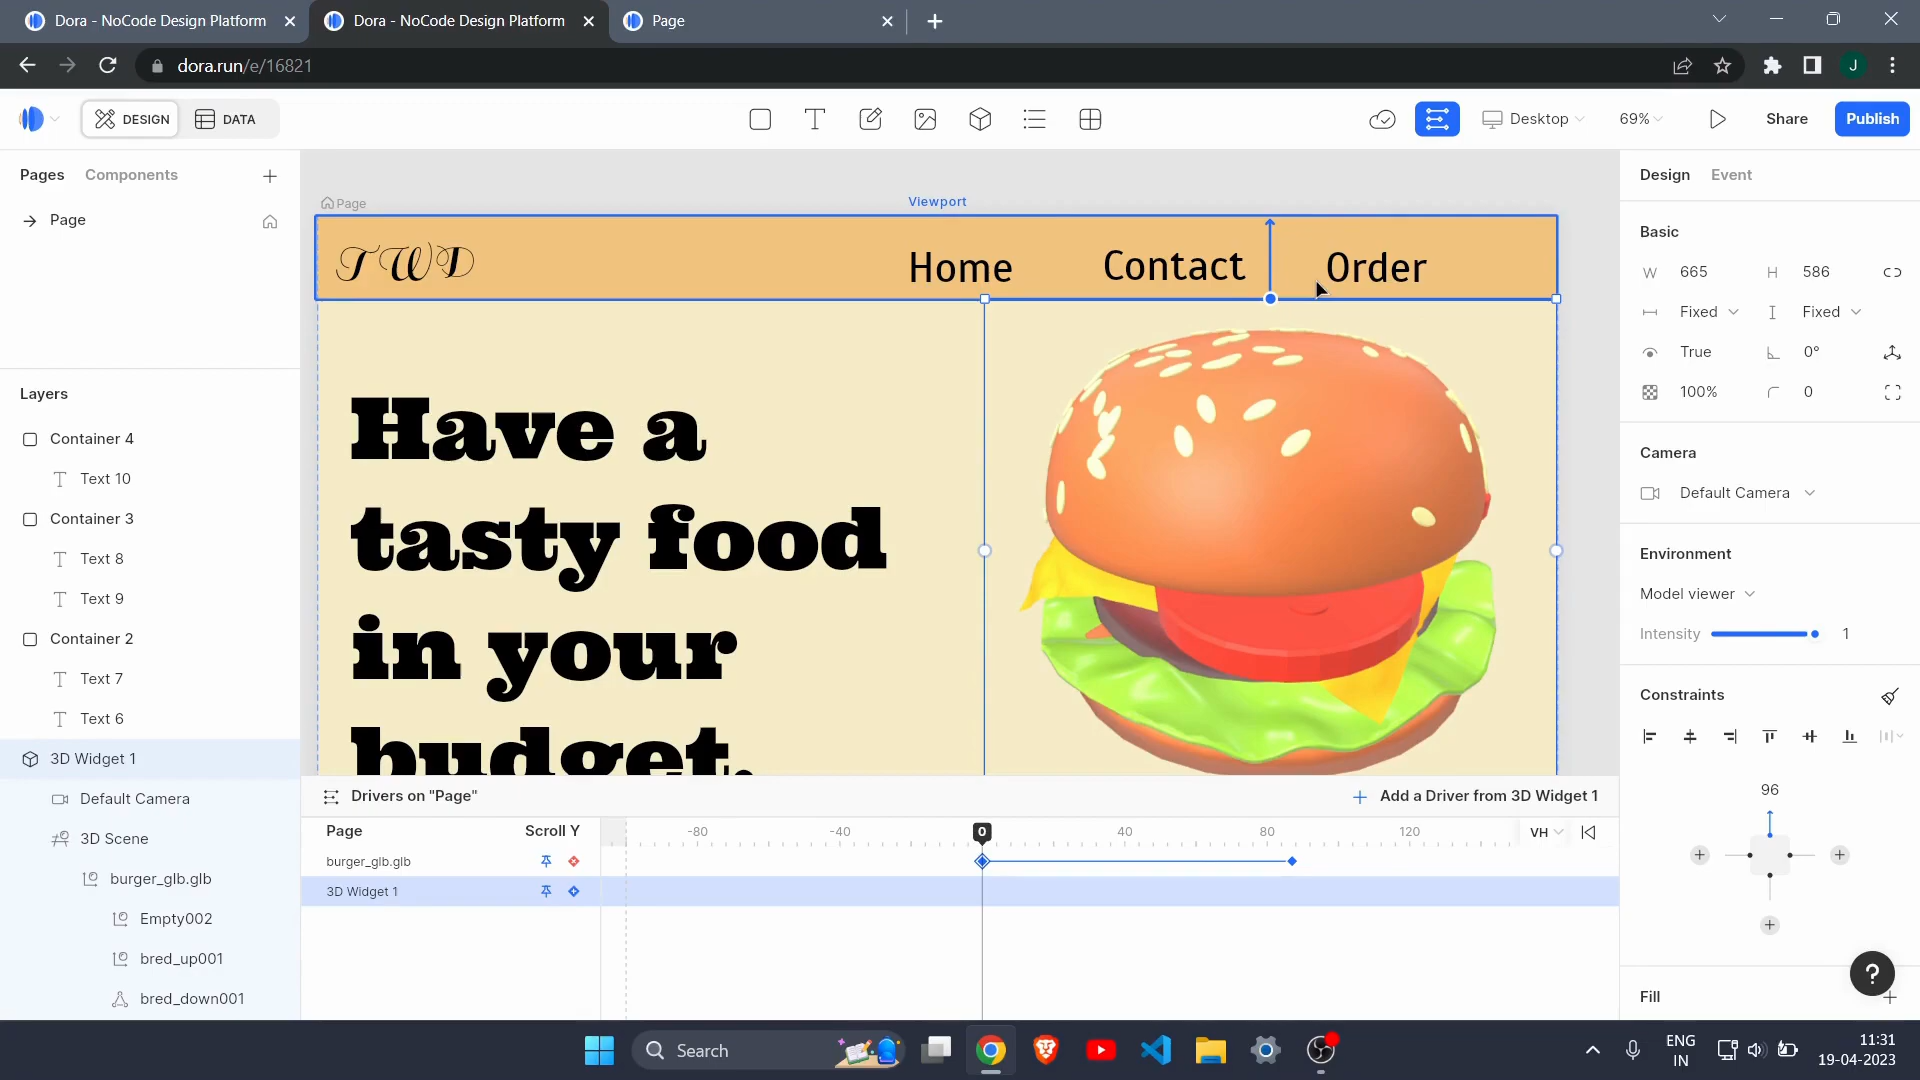 Dora - NoCode Design Platform
Dora - NoCode Design Platform
Page
dora.run/e/16821
J
DESIGN
DATA
Desktop
69%
Share
Publish
Pages
Components
Page
Layers
Container 4
Text 10
Container 3
Text 8
Text 9
Container 2
Text 7
Text 6
3D Widget 1
Default Camera
3D Scene
burger_glb.glb
Empty002
bred_up001
bred_down001
Page
Viewport
TWD
Home
Contact
Order
Have a
tasty food
in your
budget.
Drivers on "Page"
Add a Driver from 3D Widget 1
Page
Scroll Y
-80
-40
0
40
80
120
VH
burger_glb.glb
3D Widget 1
Design
Event
Basic
W 665
H 586
Fixed
Fixed
True
0°
100%
0
Camera
Default Camera
Environment
Model viewer
Intensity
1
Constraints
96
Fill
?
Search
ENG
IN
11:31
19-04-2023